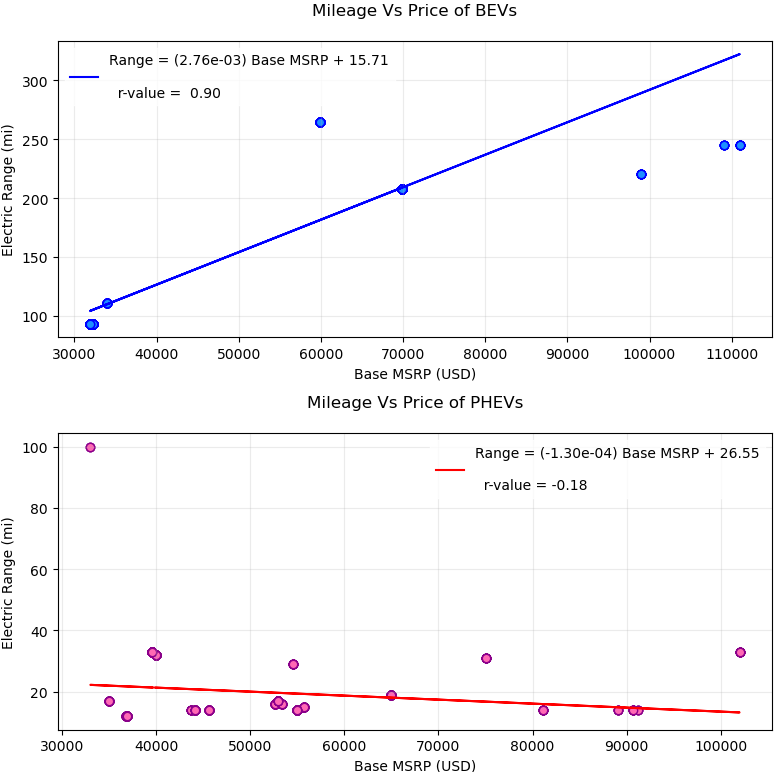 Mileage Vs Price of BEVs
Range = (2.76e-03) Base MSRP + 15.71
r-value =  0.90
300
250
200
150
100
Electric Range (mi)
30000 40000 50000 60000 70000 80000 90000 100000 110000
Base MSRP (USD)
Mileage Vs Price of PHEVs
Range = (-1.30e-04) Base MSRP + 26.55
r-value = -0.18
100
80
60
40
20
Electric Range (mi)
30000 40000 50000 60000 70000 80000 90000 100000
Base MSRP (USD)